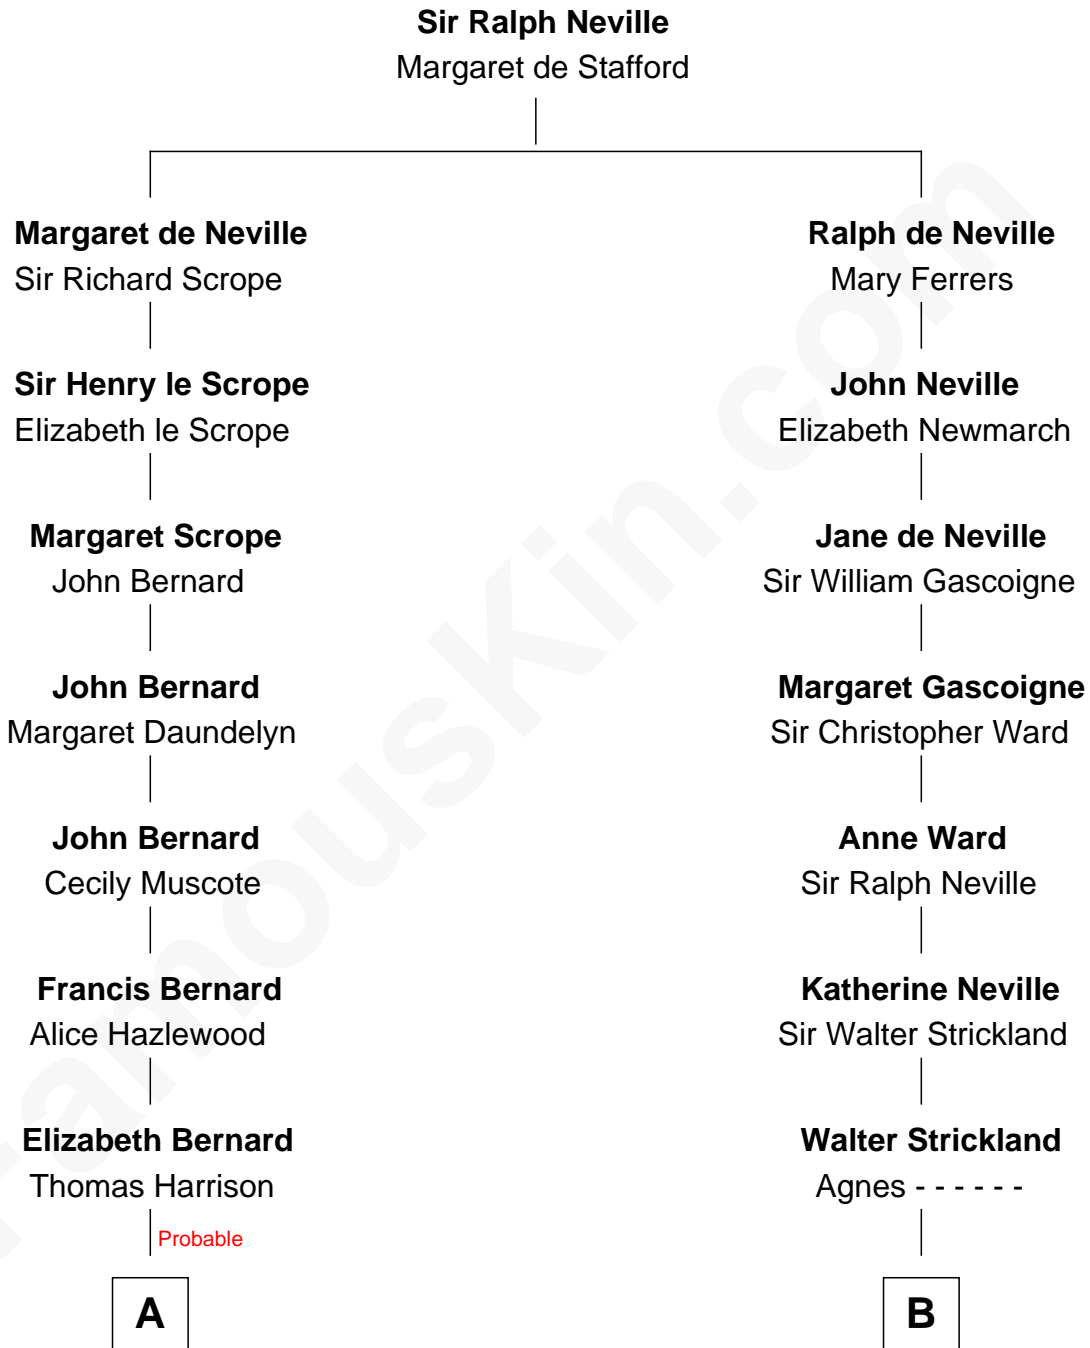 Sir Ralph Neville
Margaret de Stafford
Margaret de Neville
Sir Richard Scrope
Sir Henry le Scrope
Elizabeth le Scrope
Margaret Scrope
John Bernard
John Bernard
Margaret Daundelyn
John Bernard
Cecily Muscote
Francis Bernard
Alice Hazlewood
Elizabeth Bernard
Thomas Harrison
Probable
A
Ralph de Neville
Mary Ferrers
John Neville
Elizabeth Newmarch
Jane de Neville
Sir William Gascoigne
Margaret Gascoigne
Sir Christopher Ward
Anne Ward
Sir Ralph Neville
Katherine Neville
Sir Walter Strickland
Walter Strickland
Agnes - - - - - -
B
FamousKin.com